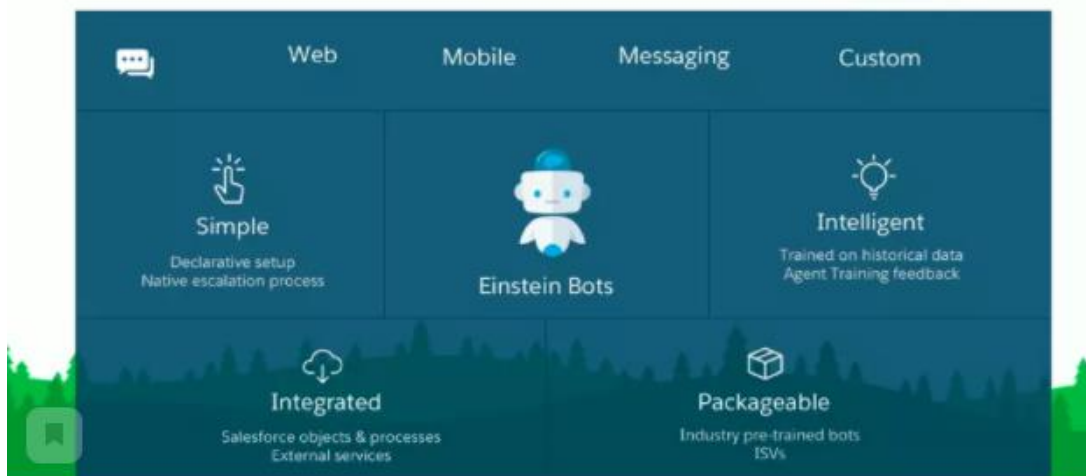 Web
Mobile
Messaging
Custom
Simple
Declarative setup
Native escalation process
Einstein Bots
Intelligent
Trained on historical data
Agent Training feedback
Integrated
Salesforce objects & processes
External services
Packageable
Industry pre-trained bots
ISVs